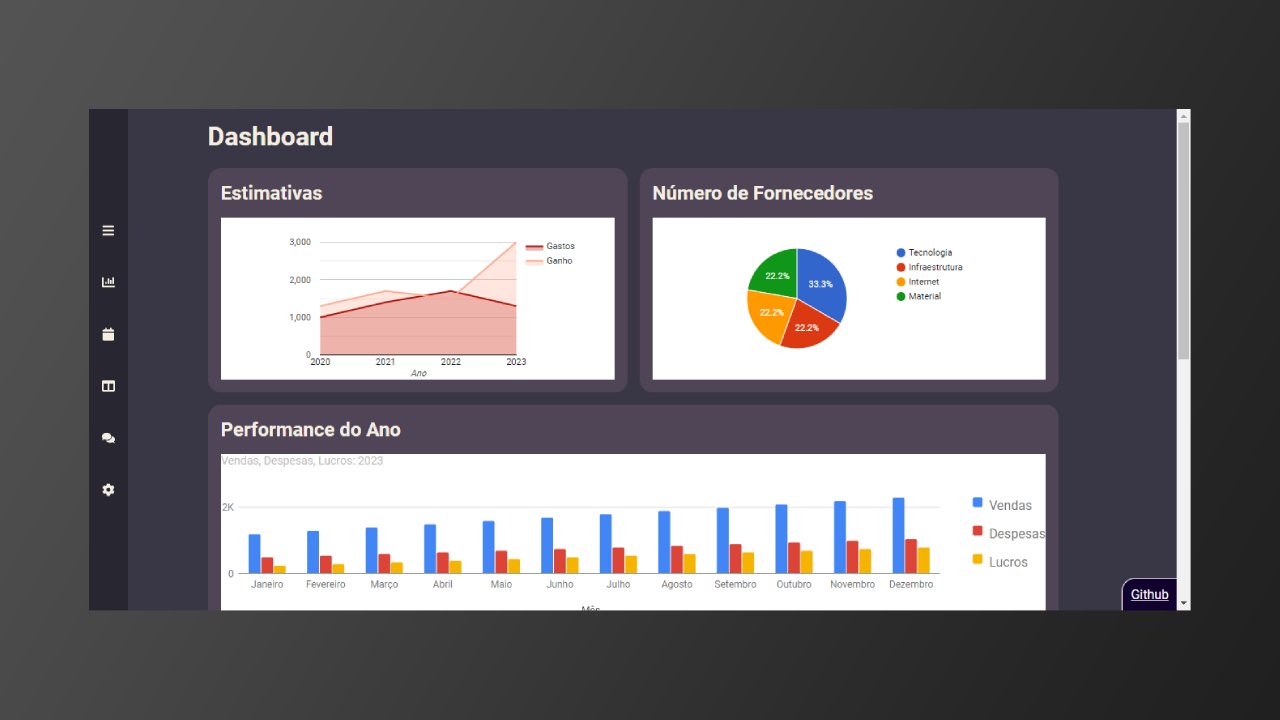 Dashboard
Estimativas
3,000
2,000
1,000
0
2020 2021 2022 2023
Ano
Gastos
Ganho
Número de Fornecedores
33.3%
22.2%
22.2%
22.2%
Tecnologia
Infraestrutura
Internet
Material
Performance do Ano
Vendas, Despesas, Lucros: 2023
2K
0
Janeiro Fevereiro Março Abril Maio Junho Julho Agosto Setembro Outubro Novembro Dezembro
Mês
Vendas
Despesas
Lucros
Github